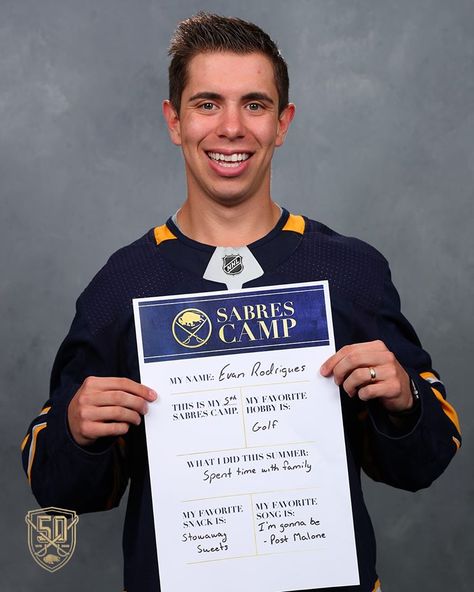 NHL
SABRES
CAMP
MY NAME: Evan Rodrigues
THIS IS MY 5th
SABRES CAMP.
MY FAVORITE
HOBBY IS:
Golf
WHAT I DID THIS SUMMER:
Spent time with family
MY FAVORITE
SNACK IS:
Stowaway
Sweets
MY FAVORITE
SONG IS:
I'm gonna be
- Post Malone
50